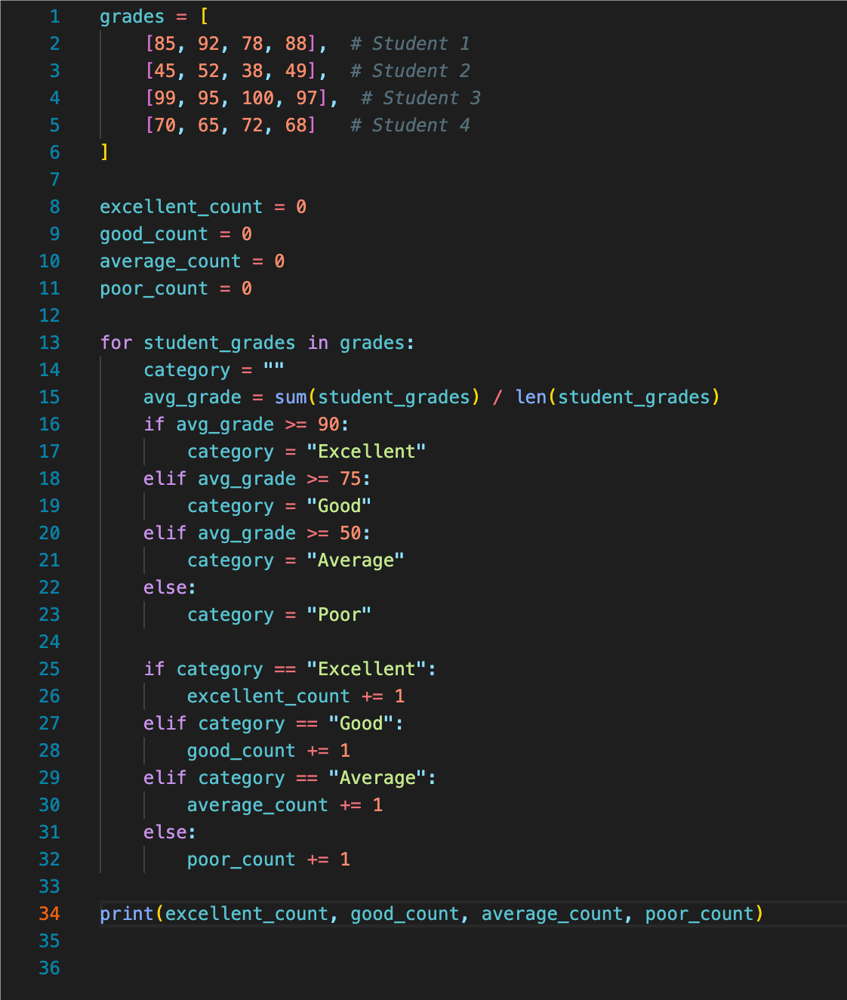 1 grades = [
2     [85, 92, 78, 88],  # Student 1
3     [45, 52, 38, 49],  # Student 2
4     [99, 95, 100, 97],  # Student 3
5     [70, 65, 72, 68]   # Student 4
6 ]
7
8 excellent_count = 0
9 good_count = 0
10 average_count = 0
11 poor_count = 0
12
13 for student_grades in grades:
14     category = ""
15     avg_grade = sum(student_grades) / len(student_grades)
16     if avg_grade >= 90:
17         category = "Excellent"
18     elif avg_grade >= 75:
19         category = "Good"
20     elif avg_grade >= 50:
21         category = "Average"
22     else:
23         category = "Poor"
24
25     if category == "Excellent":
26         excellent_count += 1
27     elif category == "Good":
28         good_count += 1
29     elif category == "Average":
30         average_count += 1
31     else:
32         poor_count += 1
33
34 print(excellent_count, good_count, average_count, poor_count)
35
36